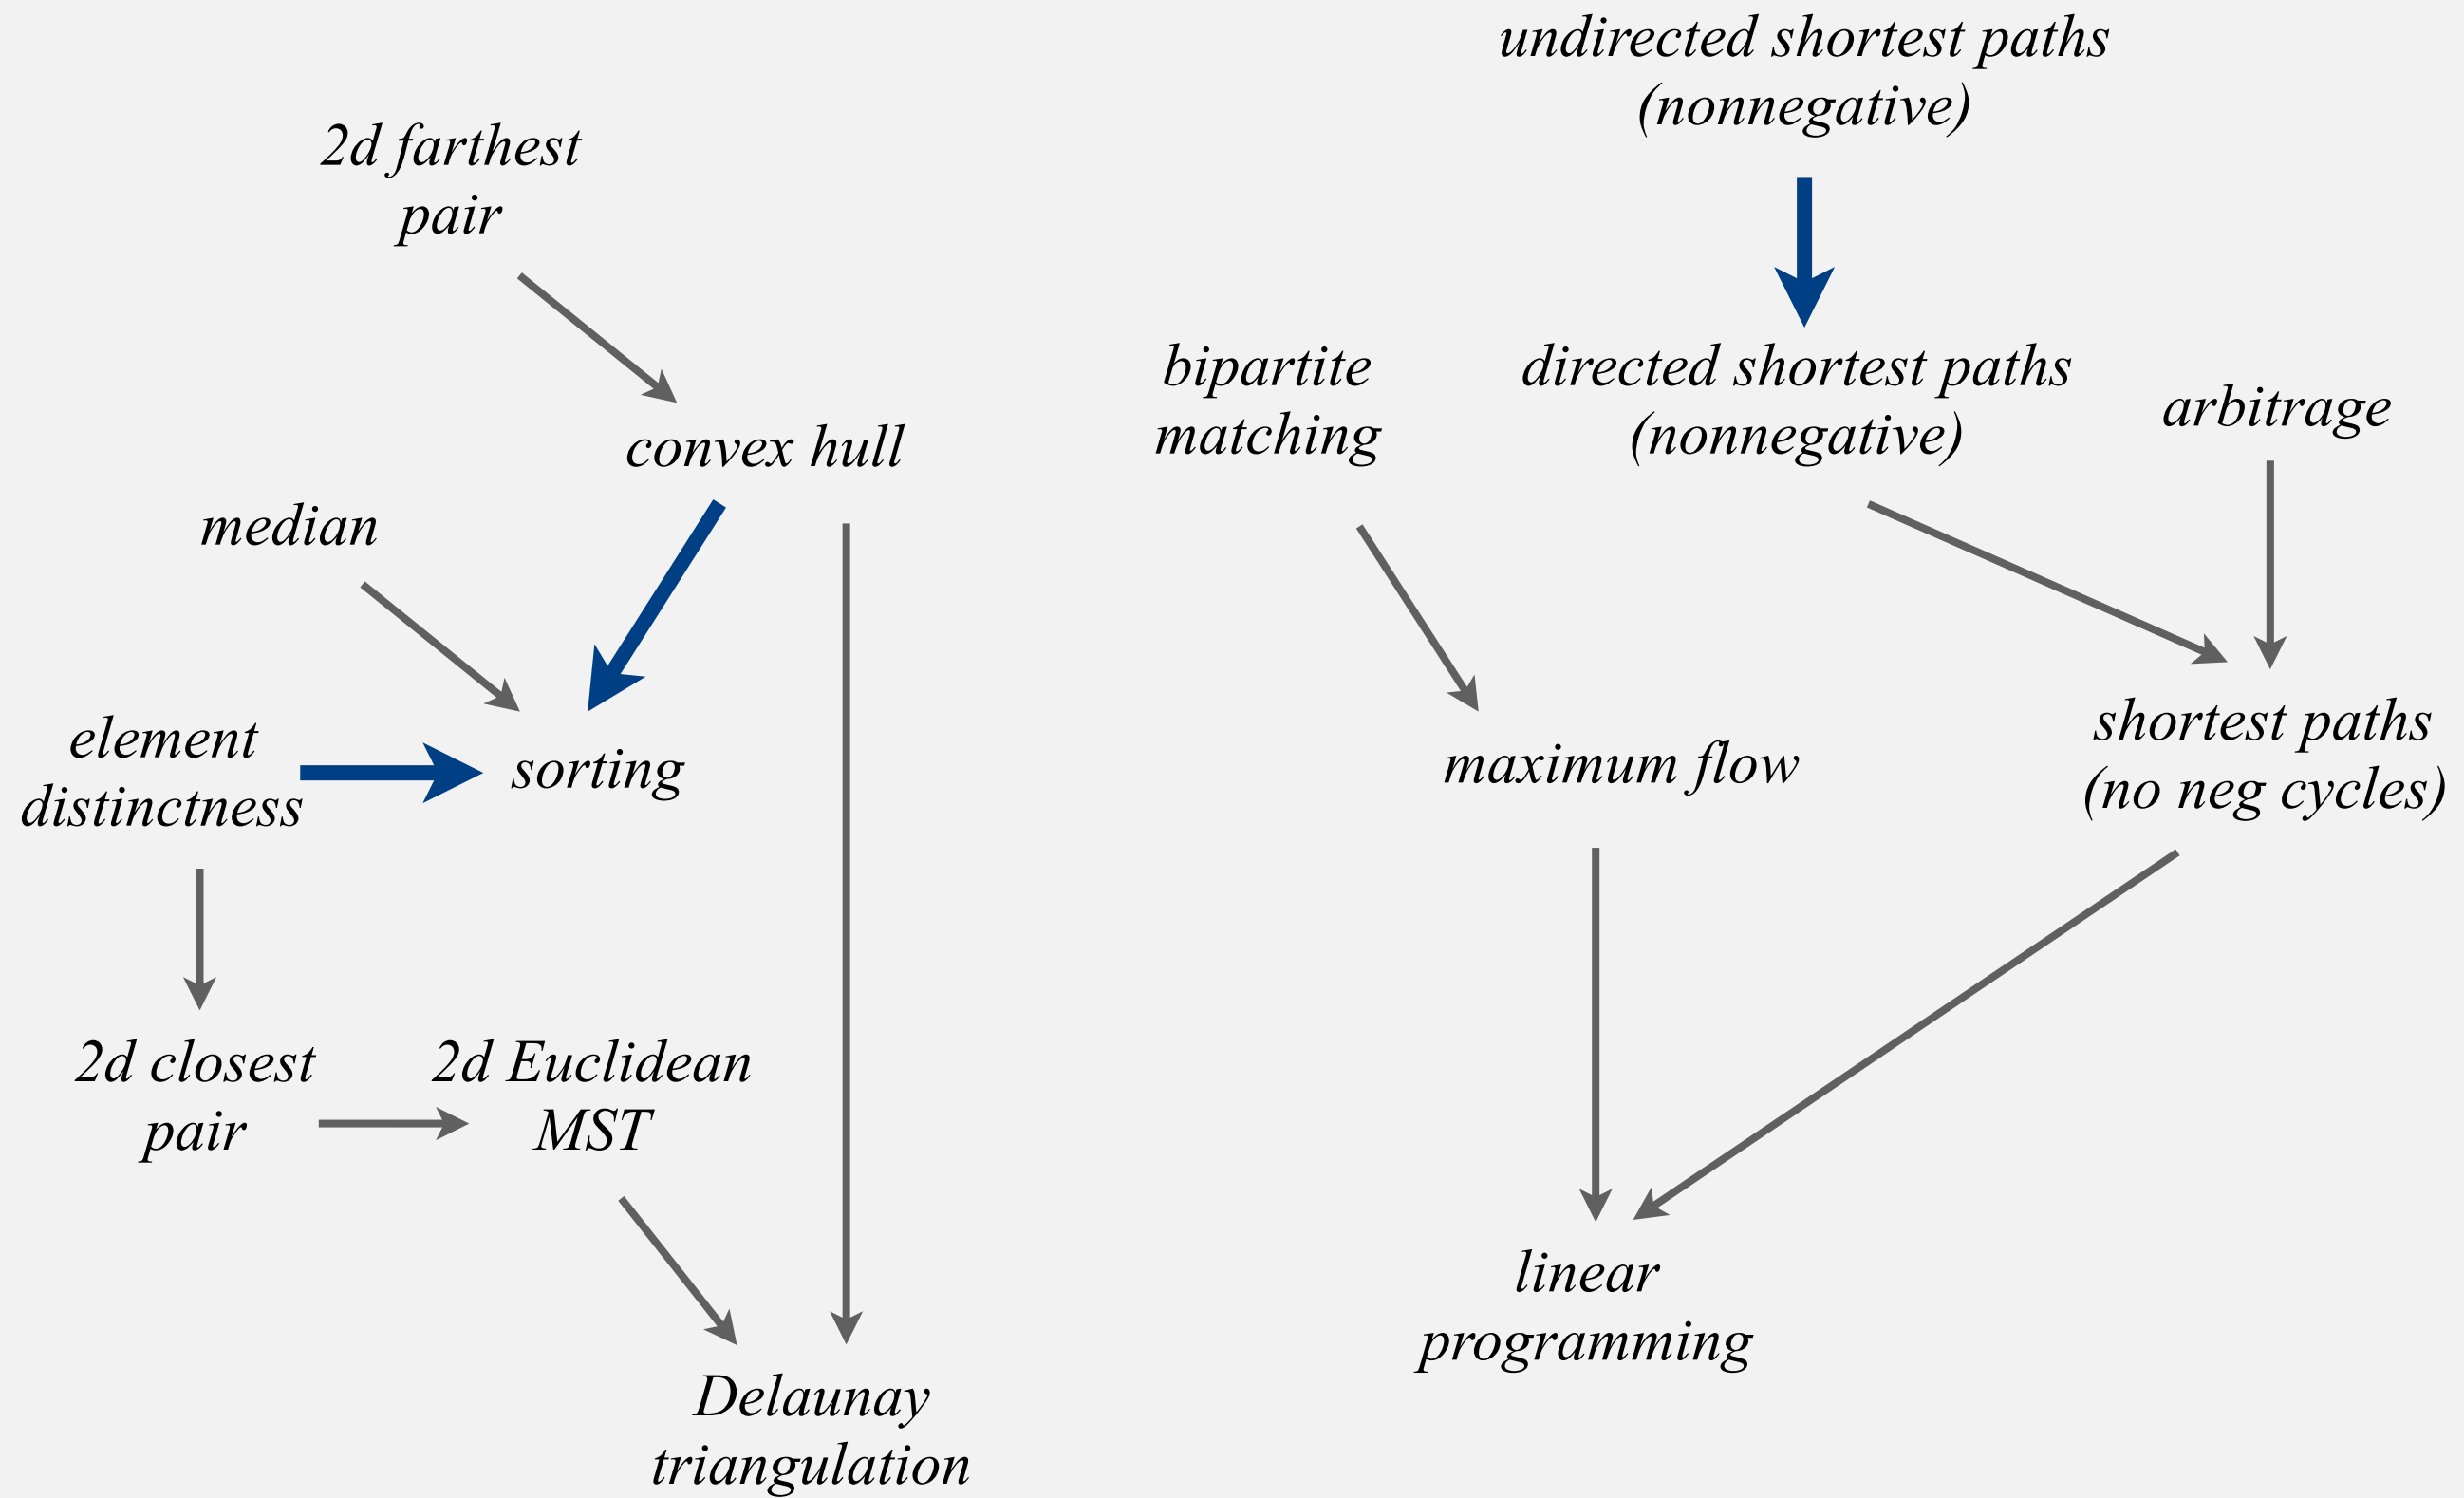 undirected shortest paths
(nonnegative)
2d farthest
pair
bipartite
matching
directed shortest paths
(nonnegative)
arbitrage
convex hull
median
element
distinctness
sorting
maximum flow
shortest paths
(no neg cycles)
2d closest
pair
2d Euclidean
MST
linear
programming
Delaunay
triangulation